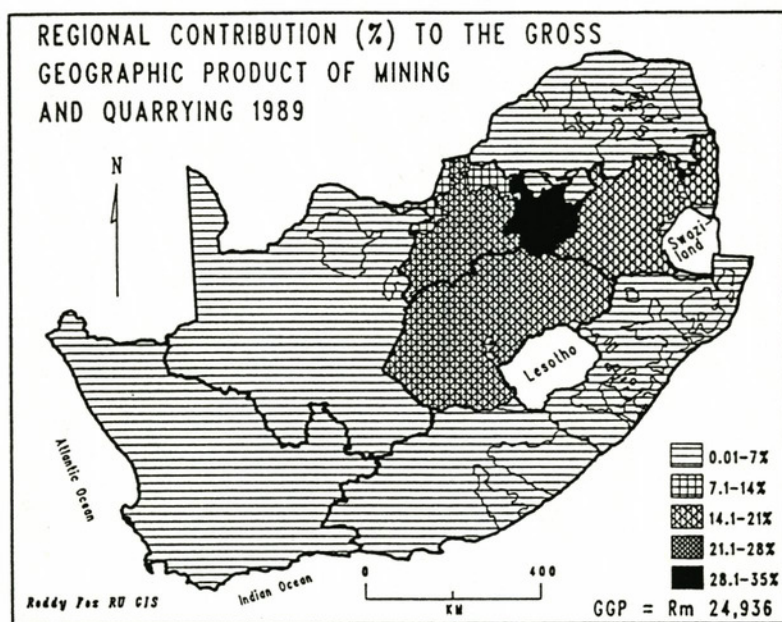 REGIONAL CONTRIBUTION (%) TO THE GROSS
GEOGRAPHIC PRODUCT OF MINING
AND QUARRYING 1989
N
Swazi-
land
Lesotho
Atlantic Ocean
Indian Ocean
0.01-7%
7.1-14%
14.1-21%
21.1-28%
28.1-35%
0 400
KM
Roddy Fox RU GIS
GGP = Rm 24,936